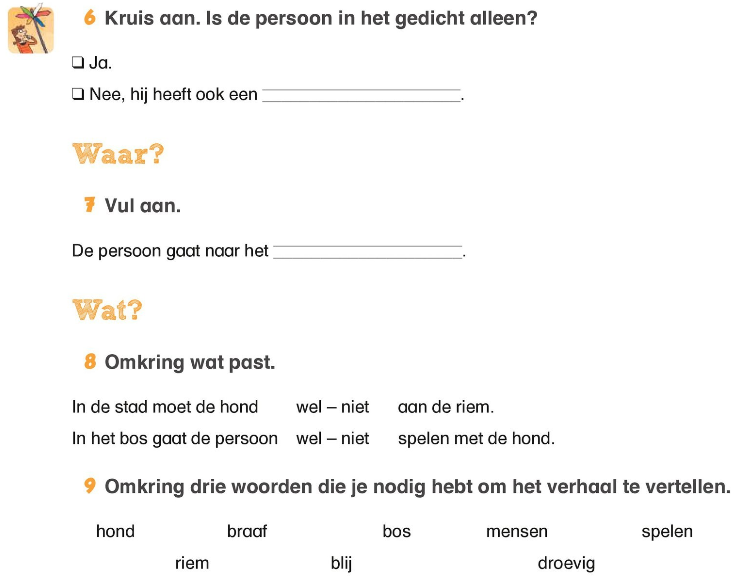 6 Kruis aan. Is de persoon in het gedicht alleen?
❑ Ja.
❑ Nee, hij heeft ook een ____________________.
Waar?
7 Vul aan.
De persoon gaat naar het ____________________.
Wat?
8 Omkring wat past.
In de stad moet de hond wel – niet aan de riem.
In het bos gaat de persoon wel – niet spelen met de hond.
9 Omkring drie woorden die je nodig hebt om het verhaal te vertellen.
hond braaf bos mensen spelen
riem blij droevig